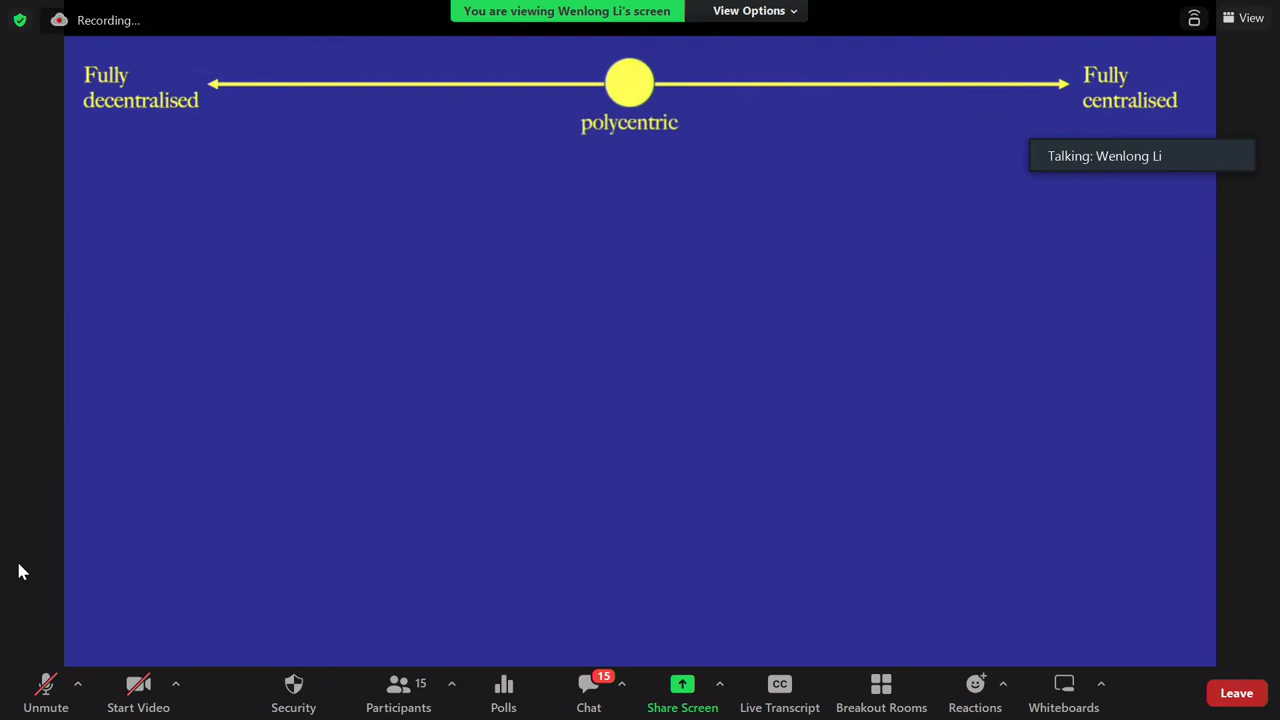 Recording...
You are viewing Wenlong Li's screen
View Options
View
Fully
decentralised
polycentric
Fully
centralised
Talking: Wenlong Li
Unmute
Start Video
Security
15
Participants
Polls
15
Chat
Share Screen
CC
Live Transcript
Breakout Rooms
Reactions
Whiteboards
Leave